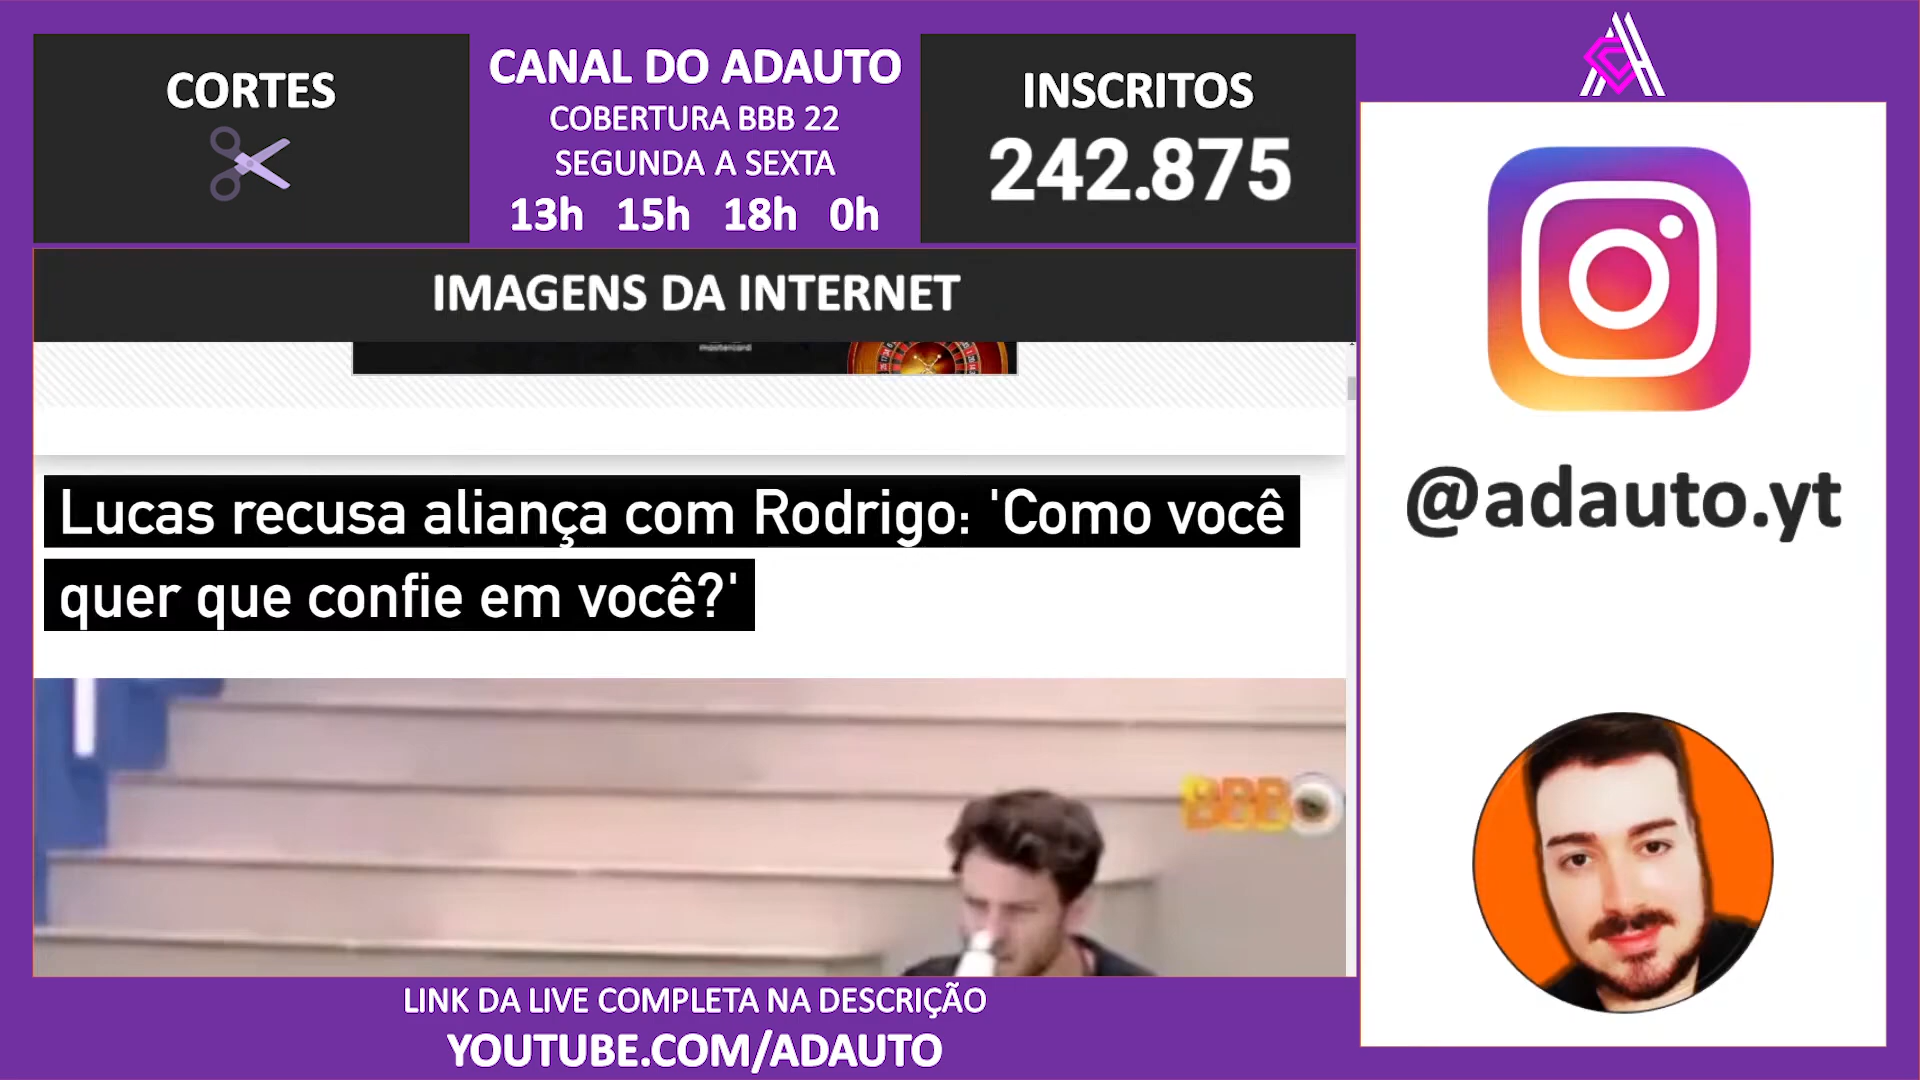 CORTES
CANAL DO ADAUTO
COBERTURA BBB 22
SEGUNDA A SEXTA
13h 15h 18h 0h
INSCRITOS
242.875
IMAGENS DA INTERNET
mastercard
Lucas recusa aliança com Rodrigo: 'Como você
quer que confie em você?'
BBB
LINK DA LIVE COMPLETA NA DESCRIÇÃO
YOUTUBE.COM/ADAUTO
@adauto.yt